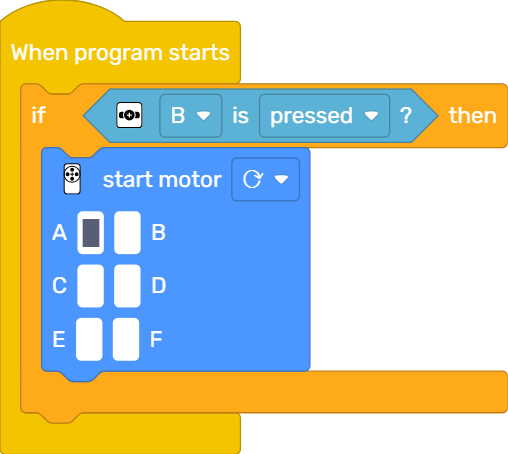 When program starts
if B is pressed ? then
start motor
A B
C D
E F